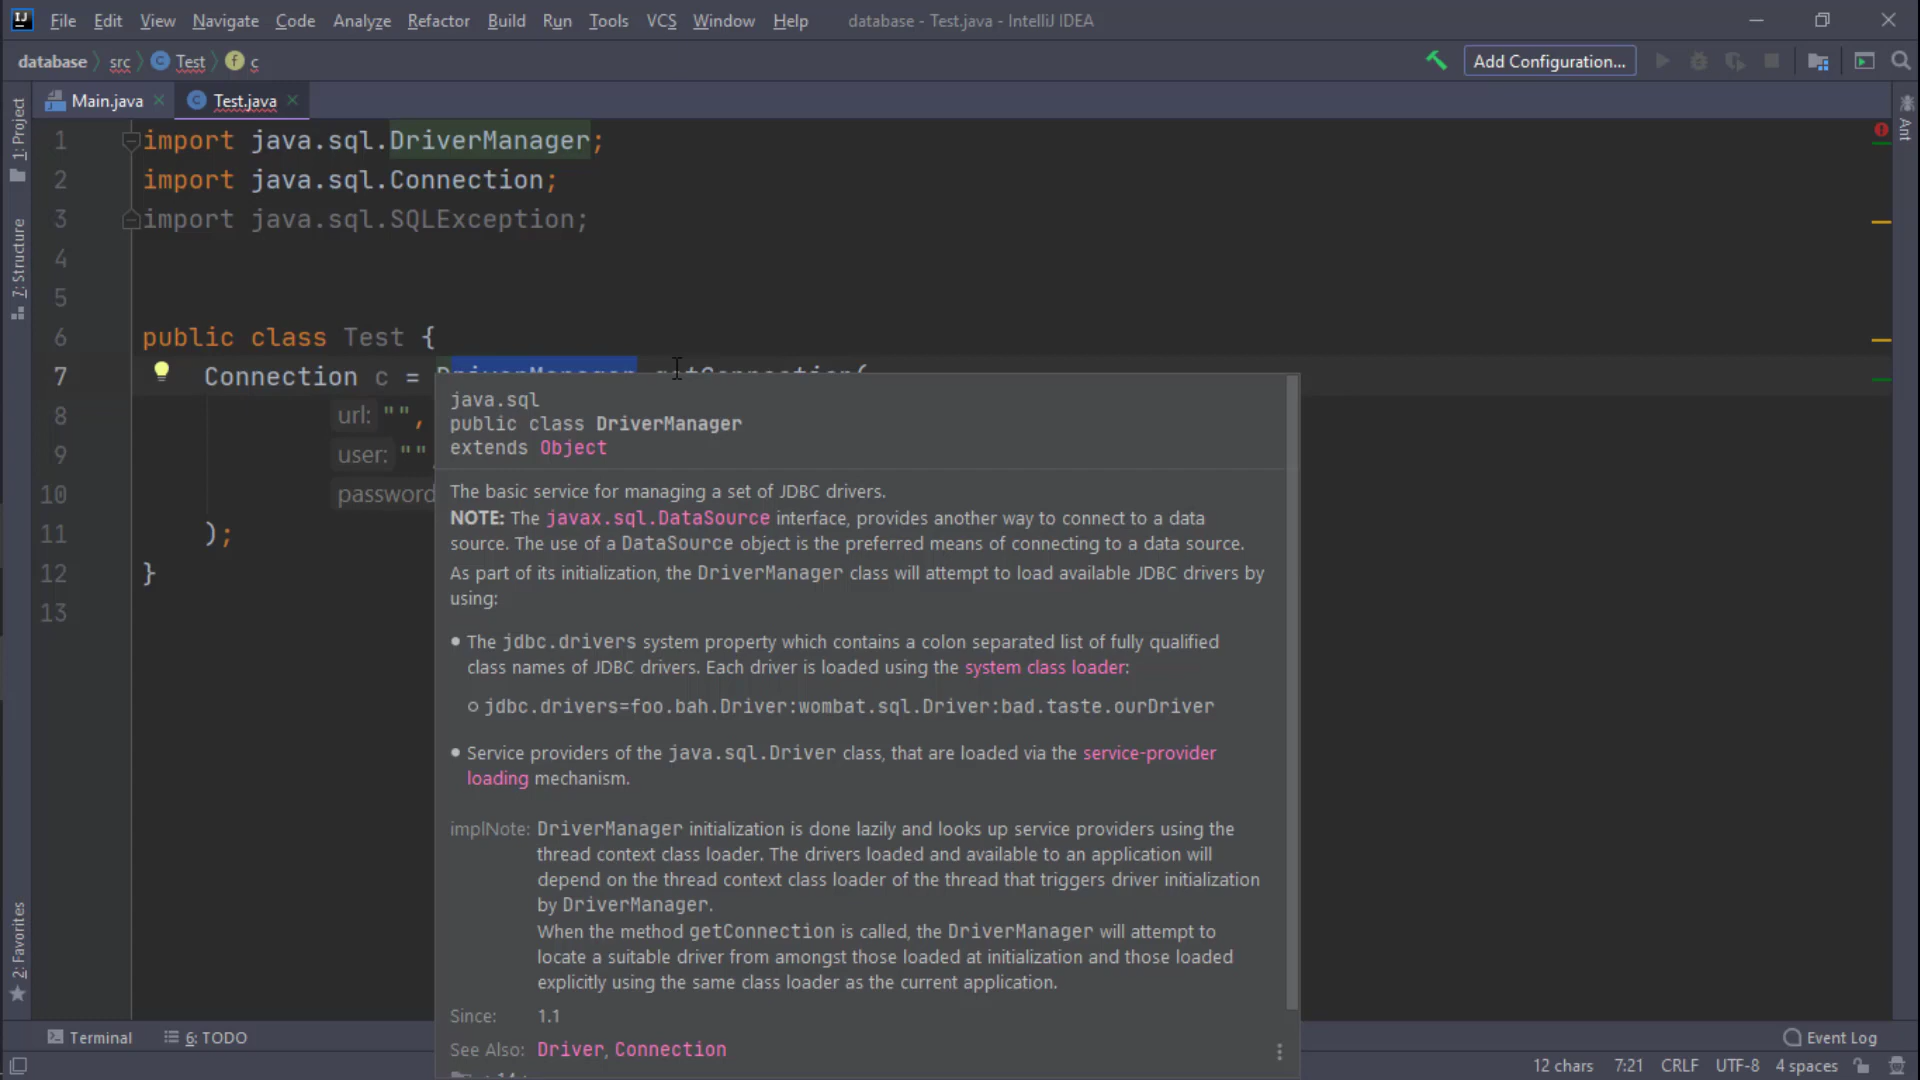 File Edit View Navigate Code Analyze Refactor Build Run Tools VCS Window Help database - Test.java - IntelliJ IDEA
database src Test c Add Configuration...
Main.java Test.java
1: Project
7: Structure
2: Favorites
Ant
1 import java.sql.DriverManager;
2 import java.sql.Connection;
3 import java.sql.SQLException;
4
5
6 public class Test {
7 Connection c = DriverManager.getConnection(
8 url: "",
9 user: ""
10 password
11 );
12 }
13
java.sql
public class DriverManager
extends Object
The basic service for managing a set of JDBC drivers.
NOTE: The javax.sql.DataSource interface, provides another way to connect to a data
source. The use of a DataSource object is the preferred means of connecting to a data source.
As part of its initialization, the DriverManager class will attempt to load available JDBC drivers by
using:
• The jdbc.drivers system property which contains a colon separated list of fully qualified
class names of JDBC drivers. Each driver is loaded using the system class loader:
○ jdbc.drivers=foo.bah.Driver:wombat.sql.Driver:bad.taste.ourDriver
• Service providers of the java.sql.Driver class, that are loaded via the service-provider
loading mechanism.
implNote: DriverManager initialization is done lazily and looks up service providers using the
thread context class loader. The drivers loaded and available to an application will
depend on the thread context class loader of the thread that triggers driver initialization
by DriverManager.
When the method getConnection is called, the DriverManager will attempt to
locate a suitable driver from amongst those loaded at initialization and those loaded
explicitly using the same class loader as the current application.
Since: 1.1
See Also: Driver, Connection
Terminal 6: TODO Event Log
12 chars 7:21 CRLF UTF-8 4 spaces